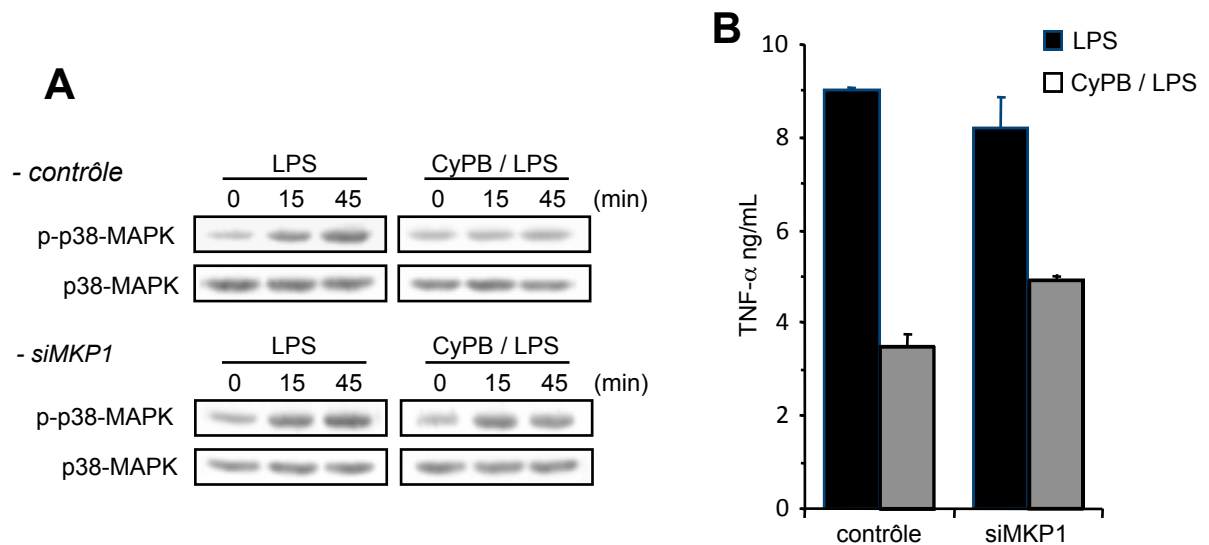 A
- contrôle
LPS
CyPB / LPS
0 15 45
0 15 45 (min)
p-p38-MAPK
p38-MAPK
- siMKP1
LPS
CyPB / LPS
0 15 45
0 15 45 (min)
p-p38-MAPK
p38-MAPK
B
LPS
CyPB / LPS
TNF-α ng/mL
10
8
6
4
2
0
contrôle
siMKP1